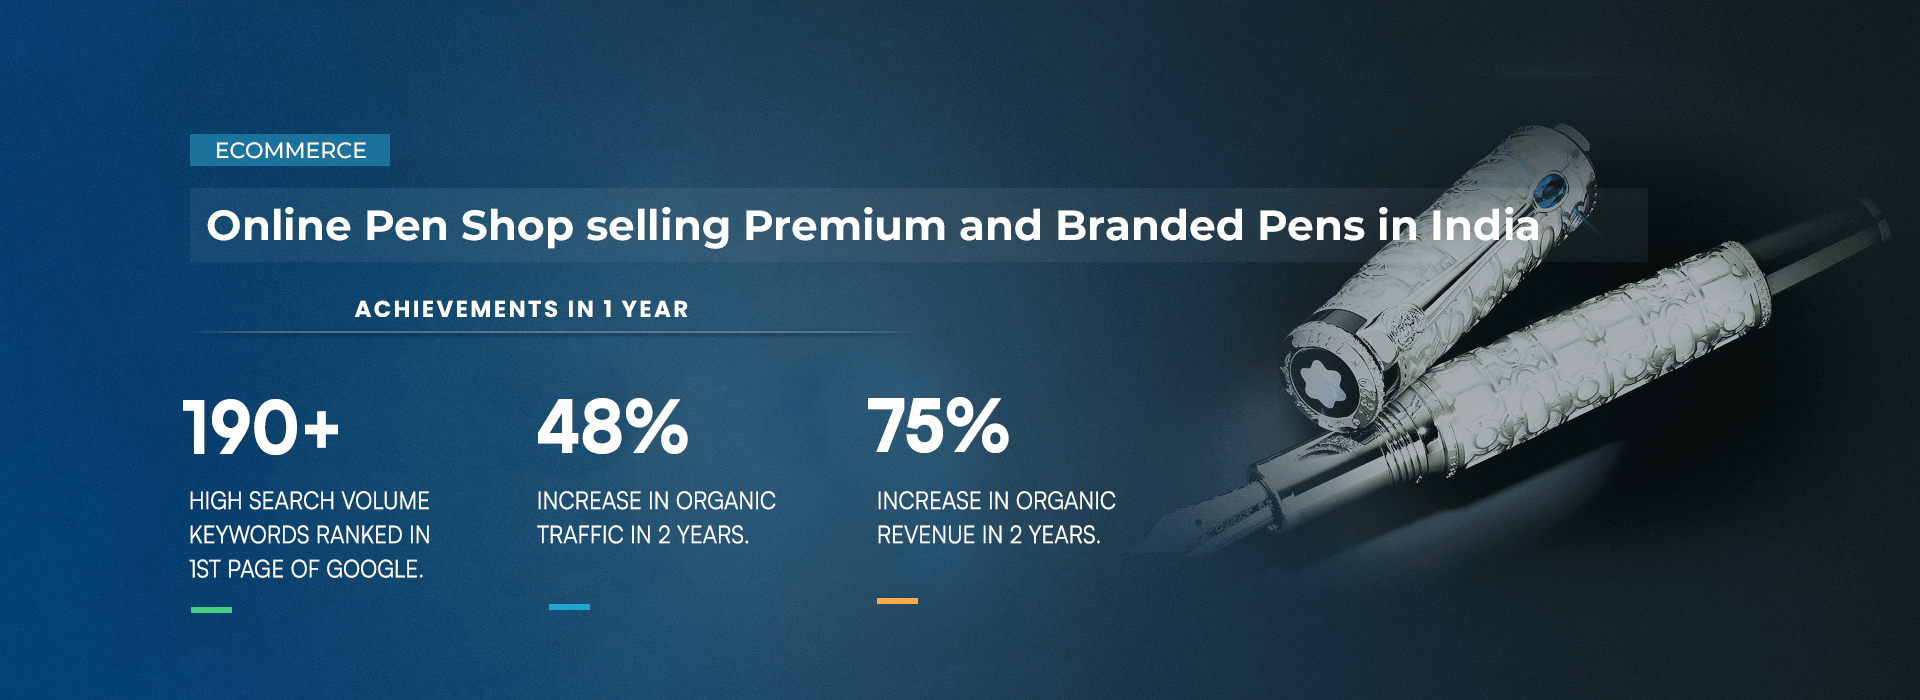 ECOMMERCE
Online Pen Shop selling Premium and Branded Pens in India
ACHIEVEMENTS IN 1 YEAR
190+
HIGH SEARCH VOLUME
KEYWORDS RANKED IN
1ST PAGE OF GOOGLE.
48%
INCREASE IN ORGANIC
TRAFFIC IN 2 YEARS.
75%
INCREASE IN ORGANIC
REVENUE IN 2 YEARS.